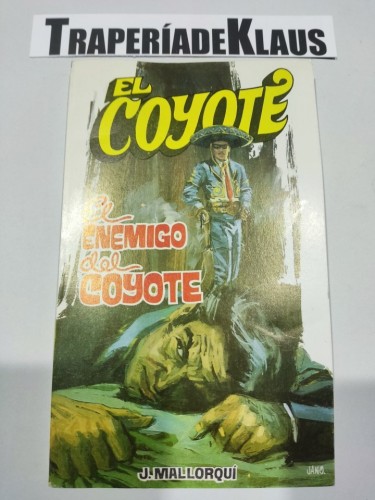 TRAPERÍADEKLAUS
EL
COYOTE
El
ENEMIGO
del
COYOTE
J. MALLORQUÍ